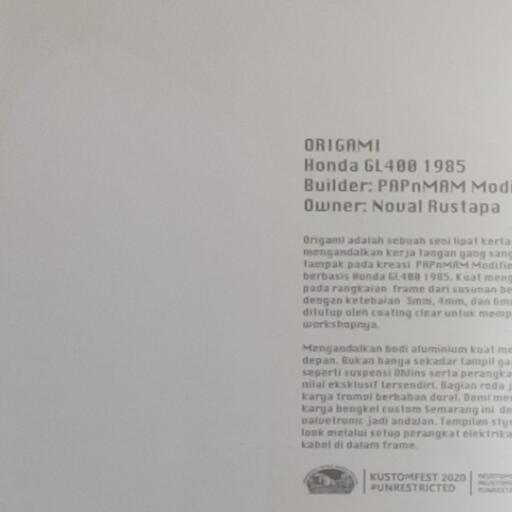 ORIGAMI
Honda GL400 1985
Builder: PAPnMAM Modi
Owner: Noval Rustapa
Origami adalah sebuah seni lipat kerta
mengandalkan kerja tangan yang sang
tampak pada kreasi PAPnMAM Modifie
berbasis Honda GL400 1985. Kuat meng
pada rangkaian frame dari susunan be
dengan ketebalan 3mm, 4mm, dan 6m
ditutup oleh coating clear untuk memp
workshopnya.
Mengandalkan bodi aluminium kuat me
depan. Bukan hanya sekadar tampil ga
seperti suspensi Ohlins serta perangka
nilai eksklusif tersendiri. Bagian roda j
karya tromol berbahan dural. Demi me
karya bengkel custom Semarang ini de
valuetronic jadi andalan. Tampilan sty
look melalui setup perangkat elektrika
kabel di dalam frame.
KUSTOMFEST 2020
#UNRESTRICTED